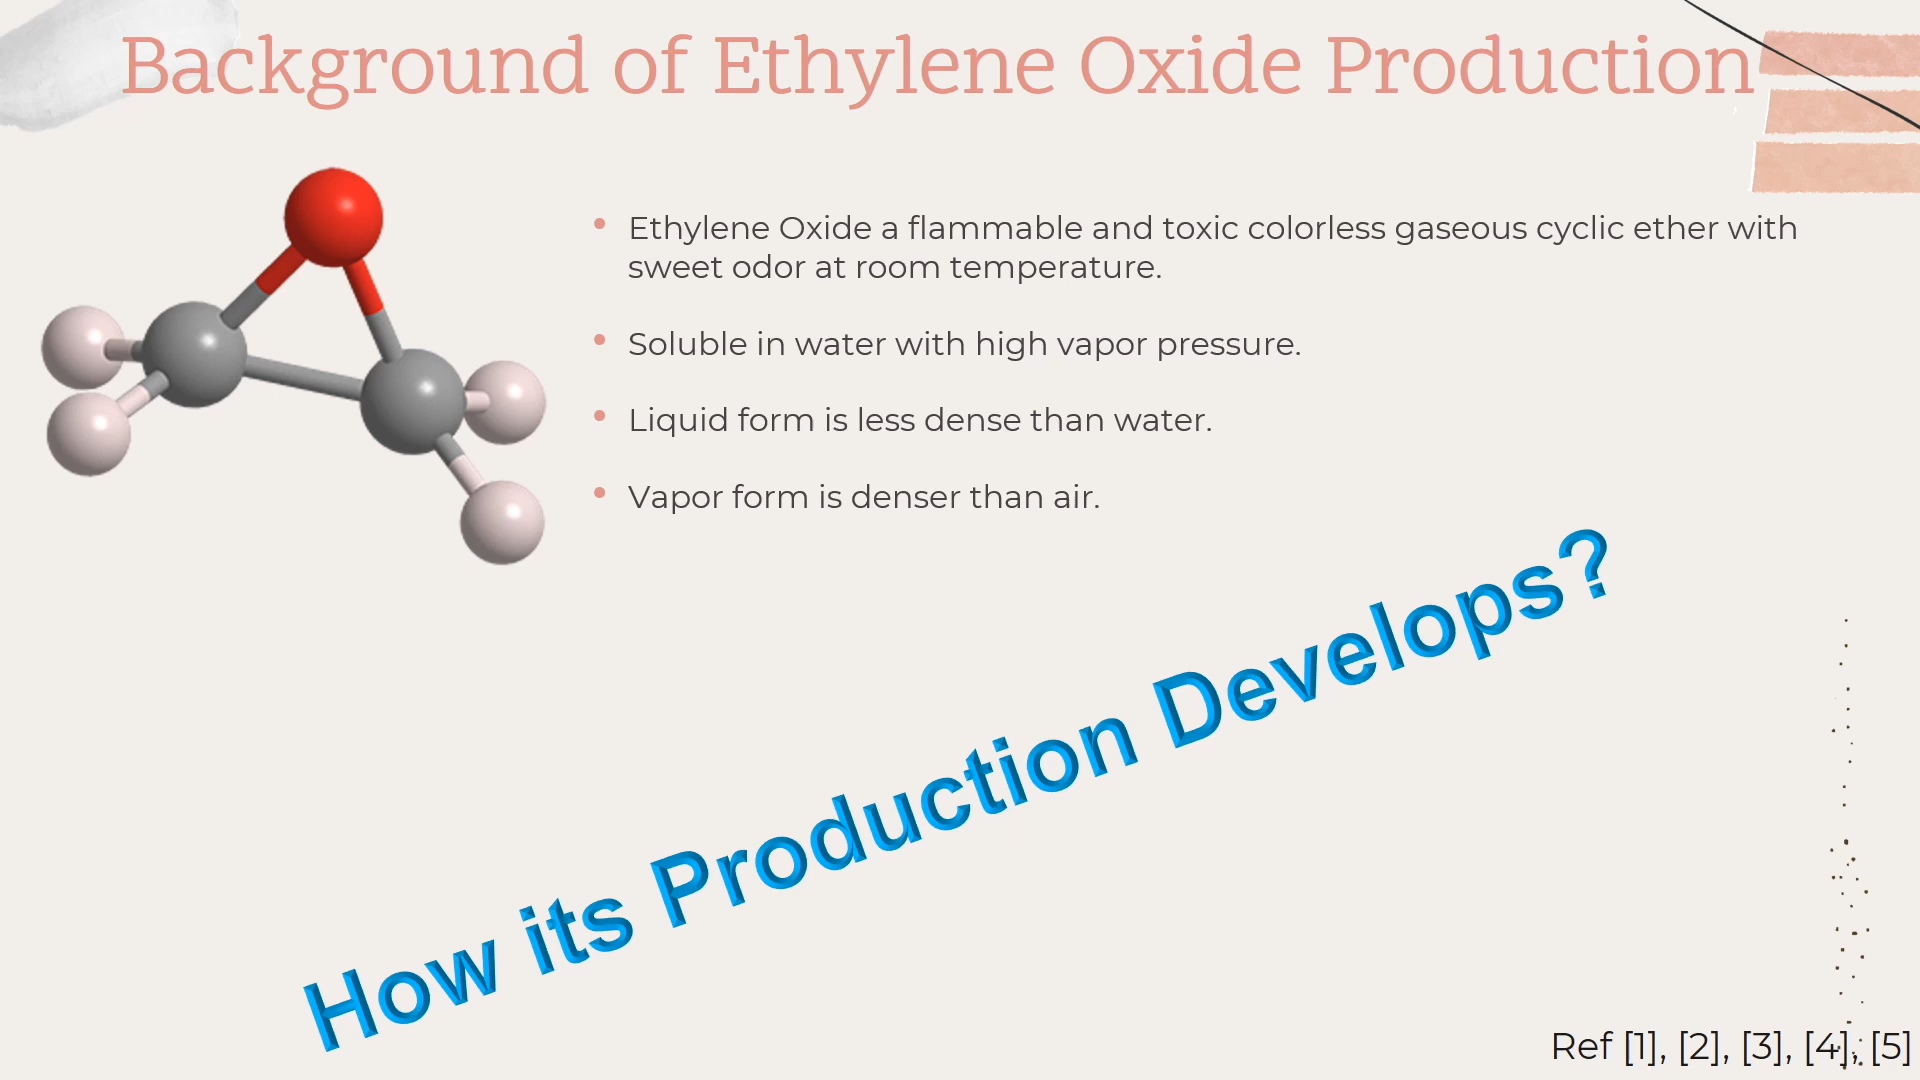 Background of Ethylene Oxide Production
• Ethylene Oxide a flammable and toxic colorless gaseous cyclic ether with
sweet odor at room temperature.
• Soluble in water with high vapor pressure.
• Liquid form is less dense than water.
• Vapor form is denser than air.
How its Production Develops?
Ref [1], [2], [3], [4], [5]